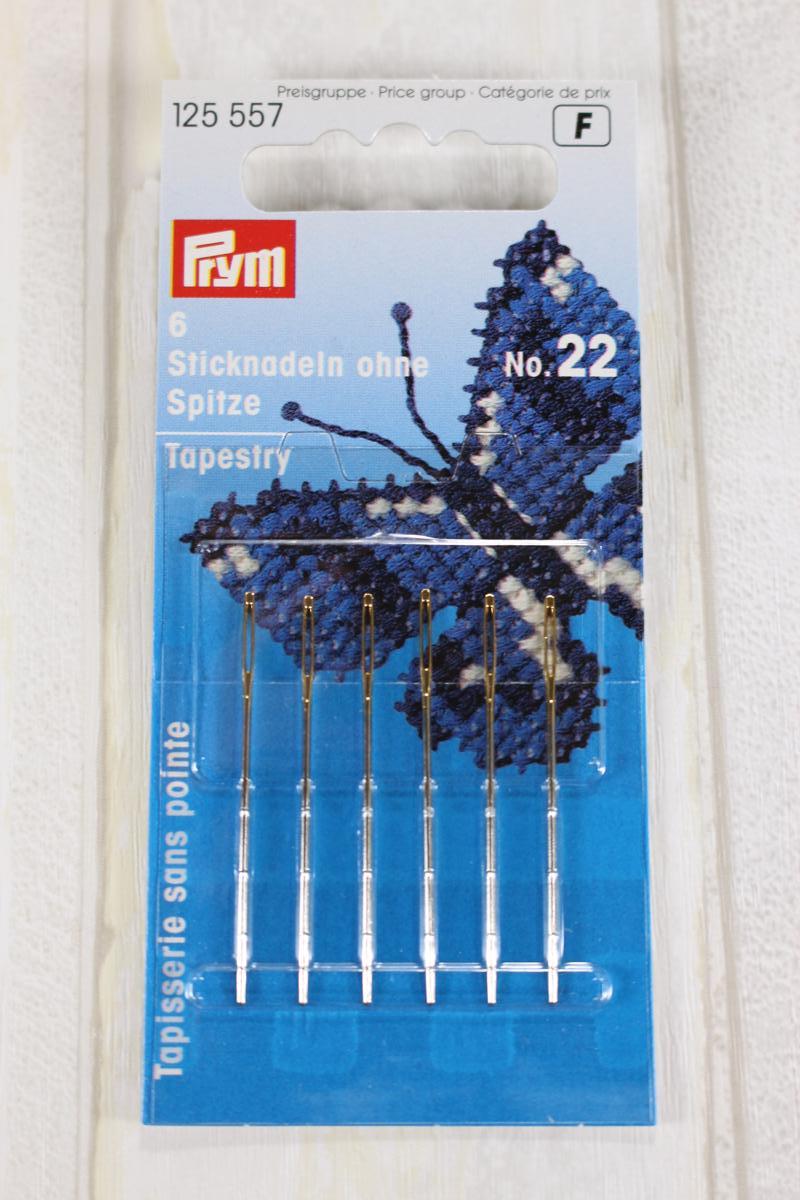 Preisgruppe · Price group · Catégorie de prix
125 557
F
Prym
6
Sticknadeln ohne
Spitze
No. 22
Tapestry
Tapisserie sans pointe